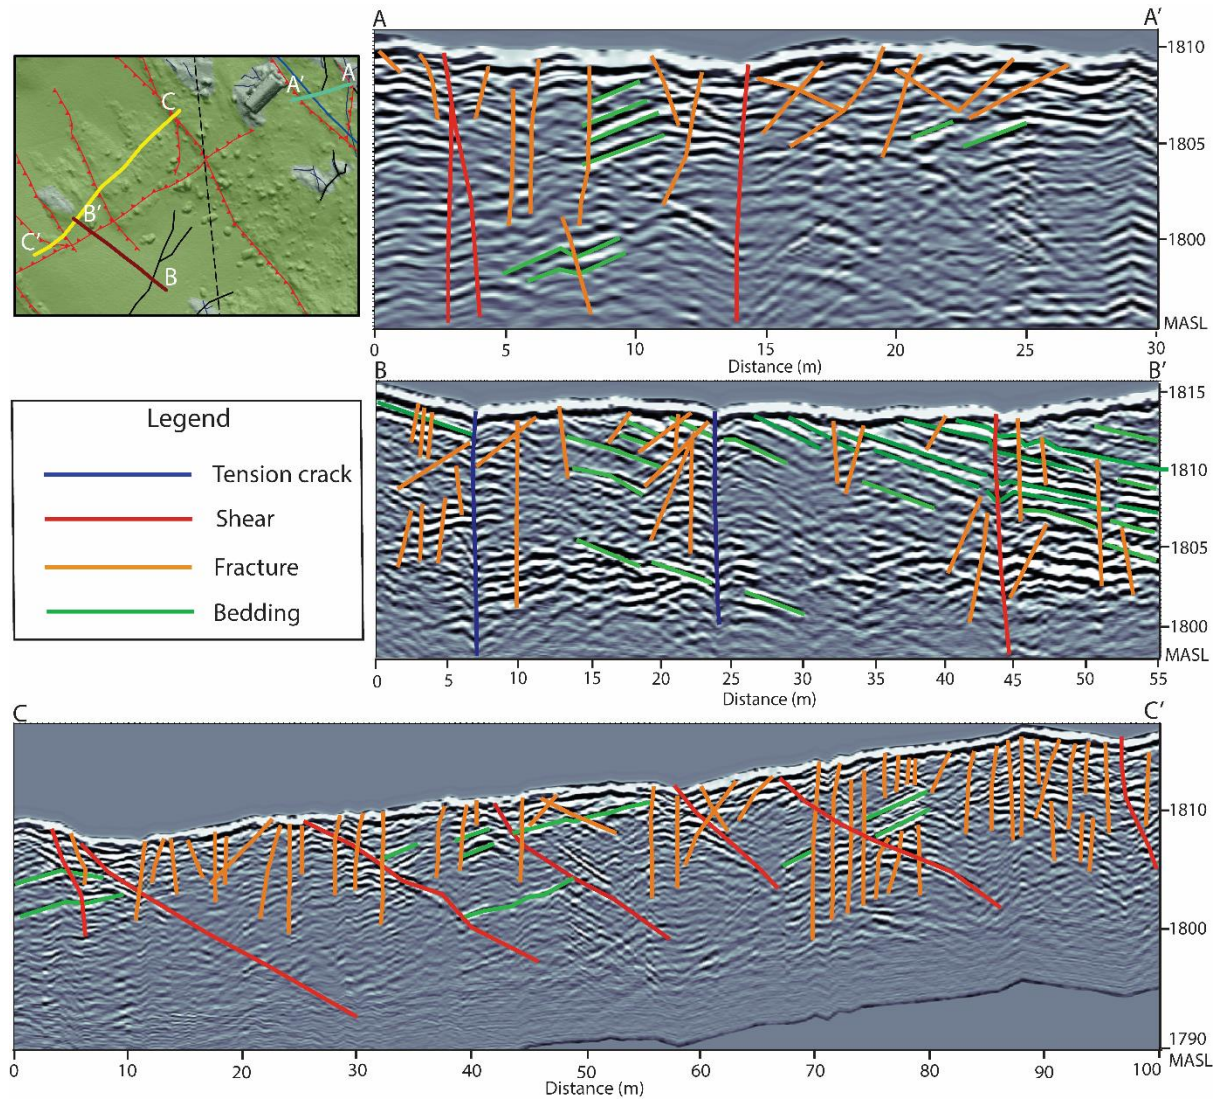 A
A'
C
A'
A
B'
C'
B
1810
1805
1800
MASL
0
5
10
15
20
25
30
Distance (m)
B
B'
1815
1810
1805
1800
MASL
0
5
10
15
20
25
30
35
40
45
50
55
Distance (m)
Legend
Tension crack
Shear
Fracture
Bedding
C
C'
1810
1800
1790
MASL
0
10
20
30
40
50
60
70
80
90
100
Distance (m)